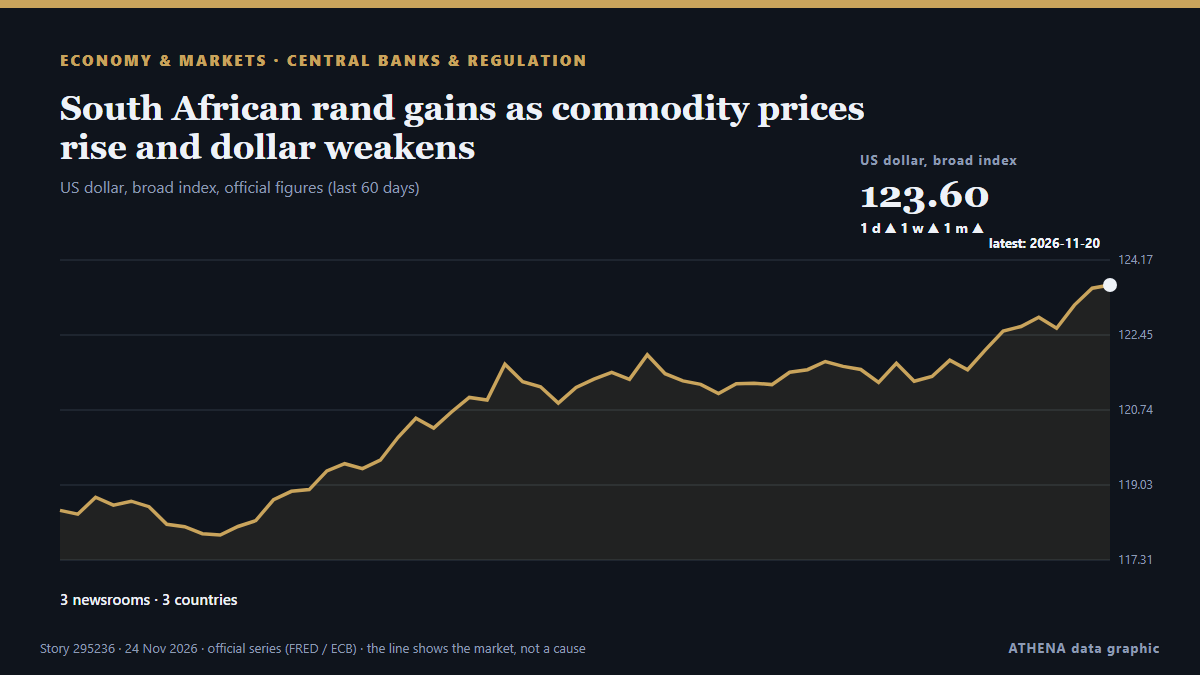 ECONOMY & MARKETS · CENTRAL BANKS & REGULATION
South African rand gains as commodity prices
rise and dollar weakens
US dollar, broad index, official figures (last 60 days)
US dollar, broad index
123.60
1 d ▲ 1 w ▲ 1 m ▲
latest: 2026-11-20
124.17
122.45
120.74
119.03
117.31
3 newsrooms · 3 countries
Story 295236 · 24 Nov 2026 · official series (FRED / ECB) · the line shows the market, not a cause
ATHENA data graphic